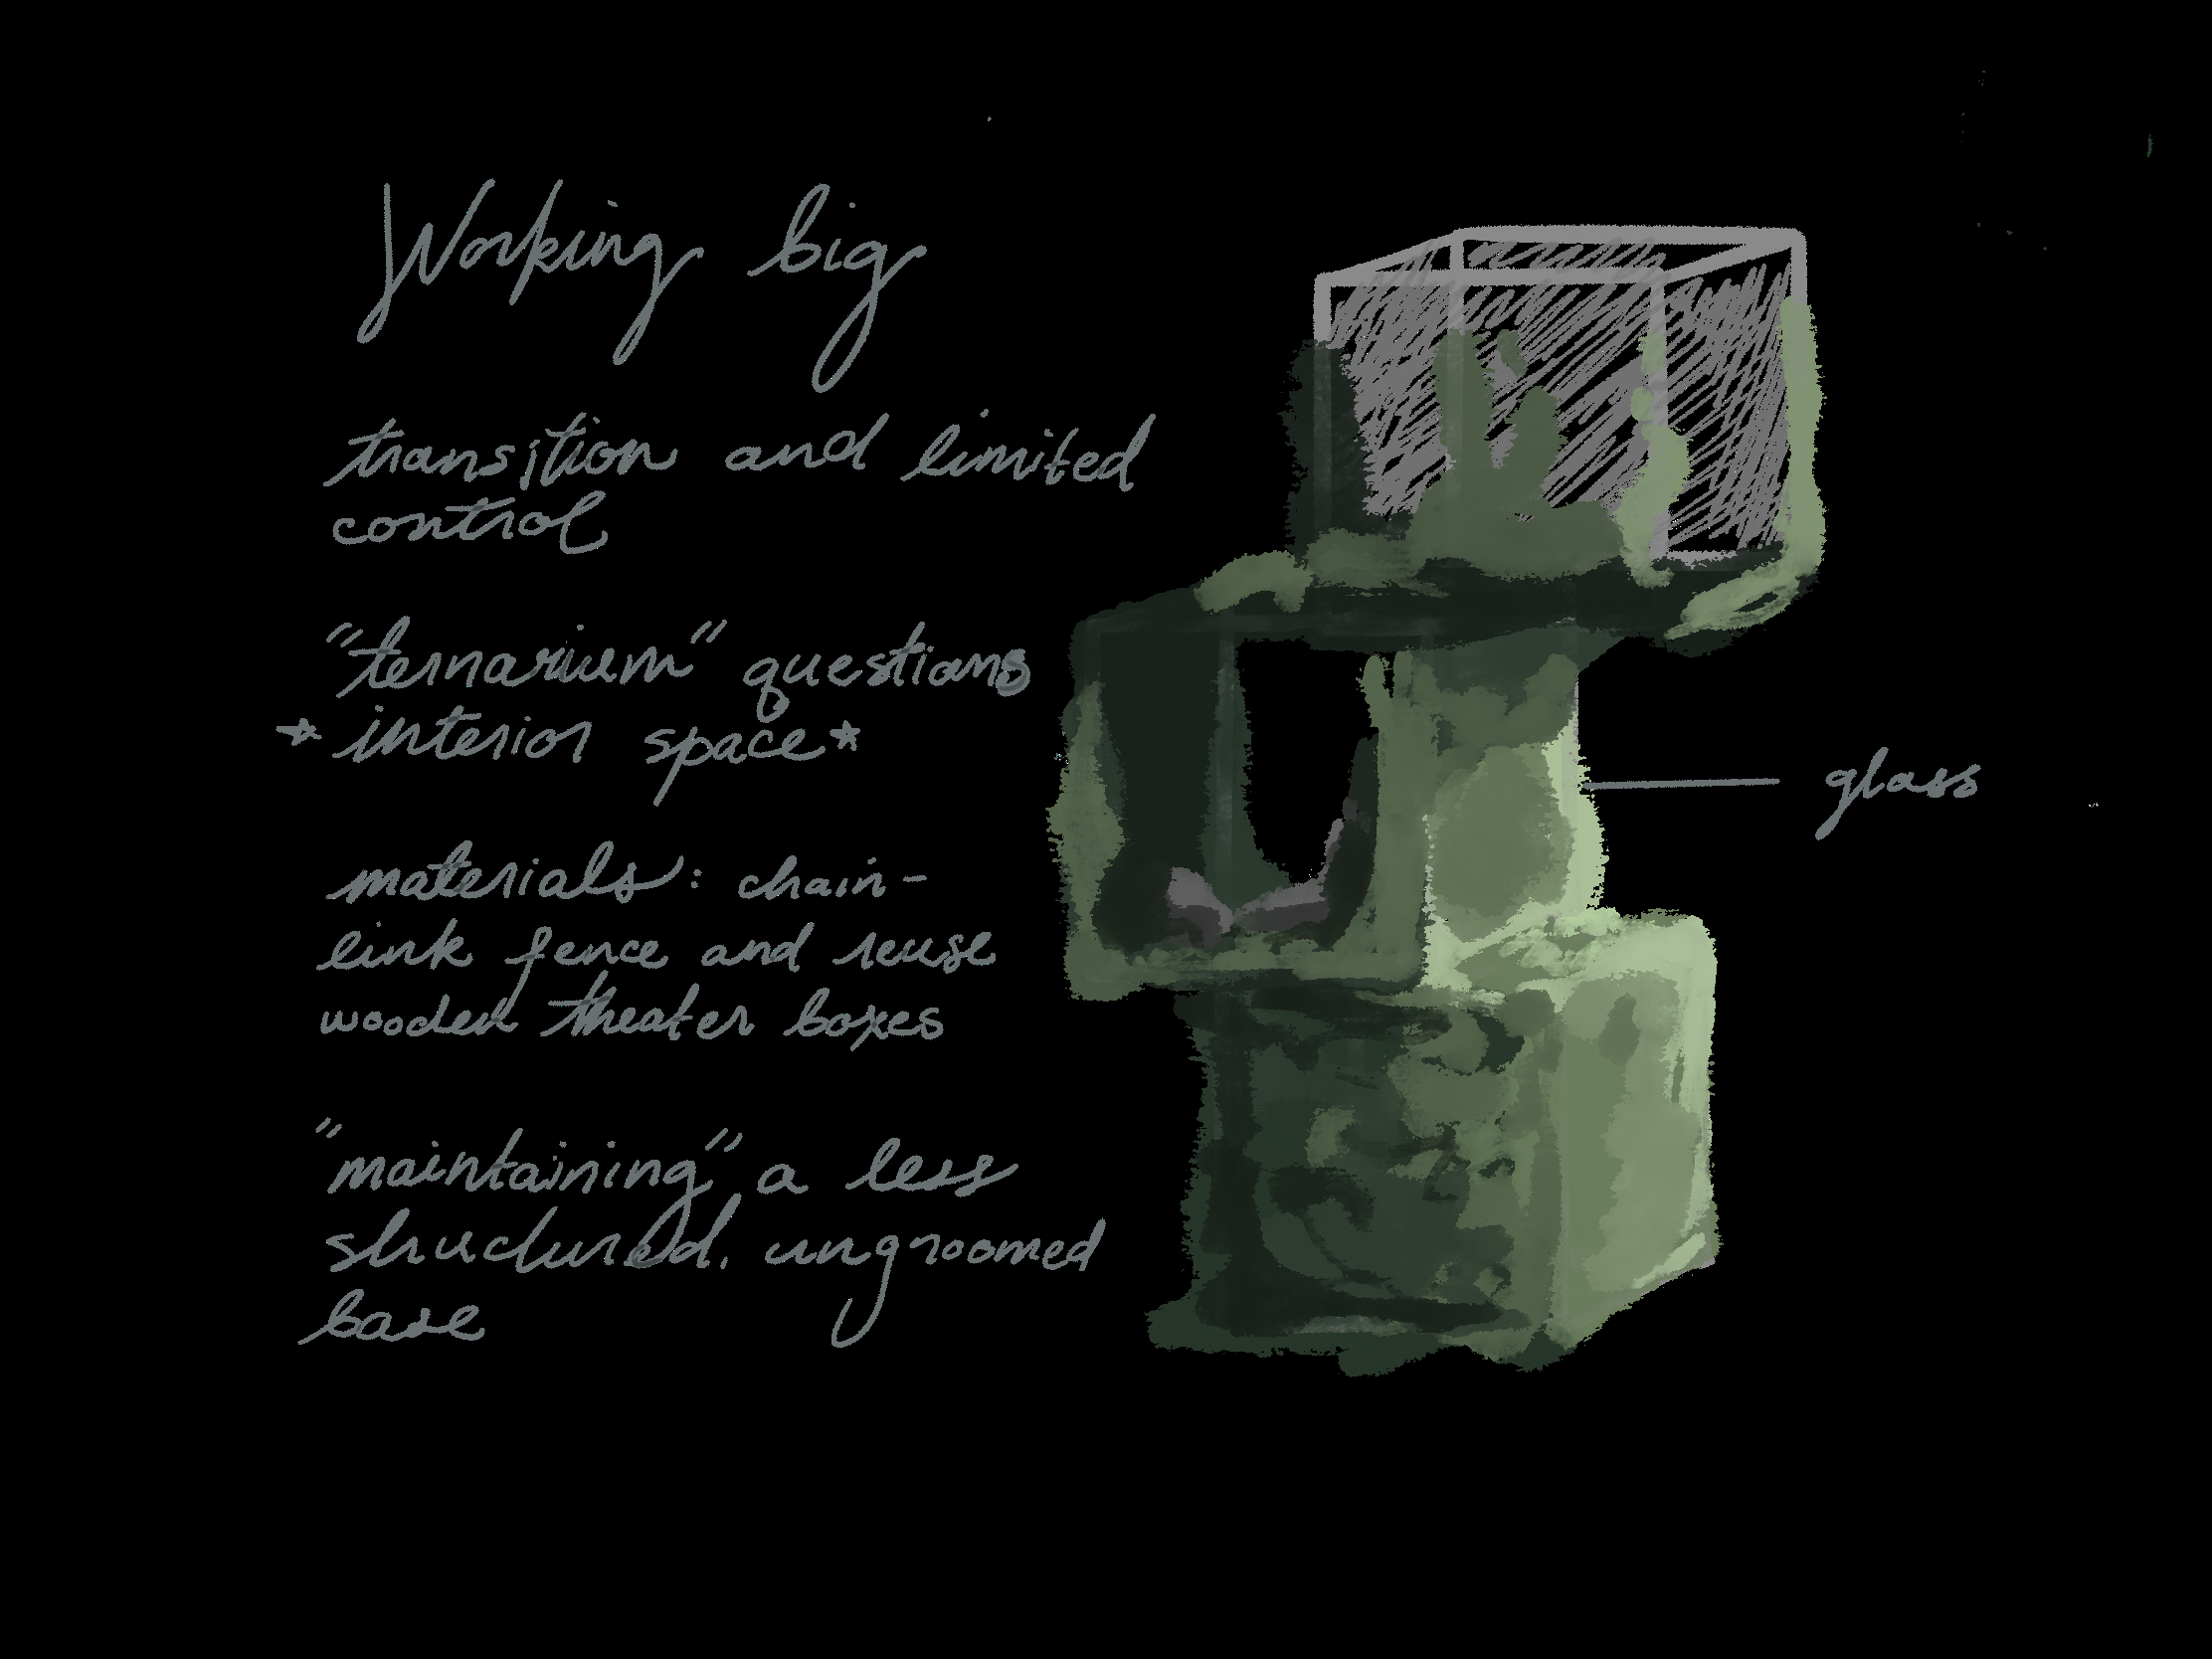 Working big
transition and limited
control
"ternarium" questions
* interior space *
materials: chain-
link fence and reuse
wooden theater boxes
"maintaining" a less
structured, ungroomed
base
glass